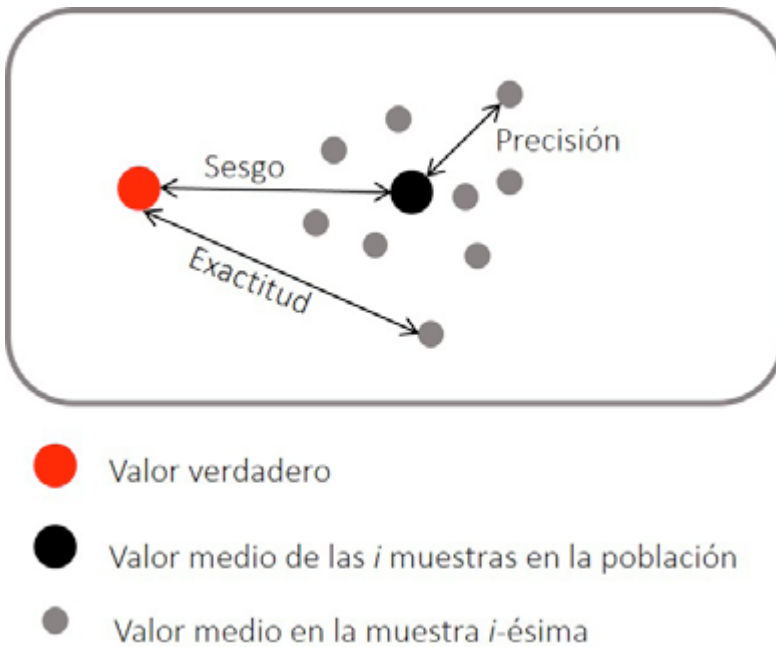 Precisión
Sesgo
Exactitud
Valor verdadero
Valor medio de las i muestras en la población
Valor medio en la muestra i-ésima